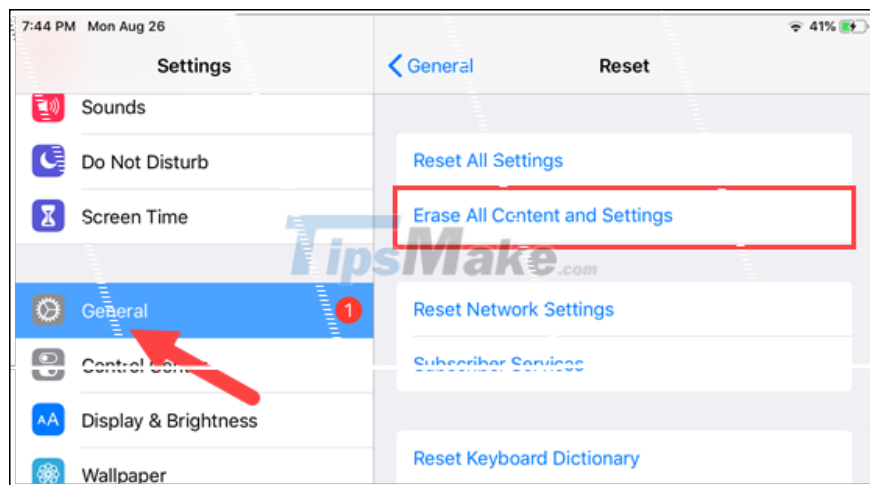 7:44 PM Mon Aug 26
41%
Settings
General
Reset
Sounds
Do Not Disturb
Screen Time
General
1
Control
AA
Display & Brightness
Wallpaper
Reset All Settings
Erase All Content and Settings
Reset Network Settings
Subscriber Services
Reset Keyboard Dictionary
TipsMake.com